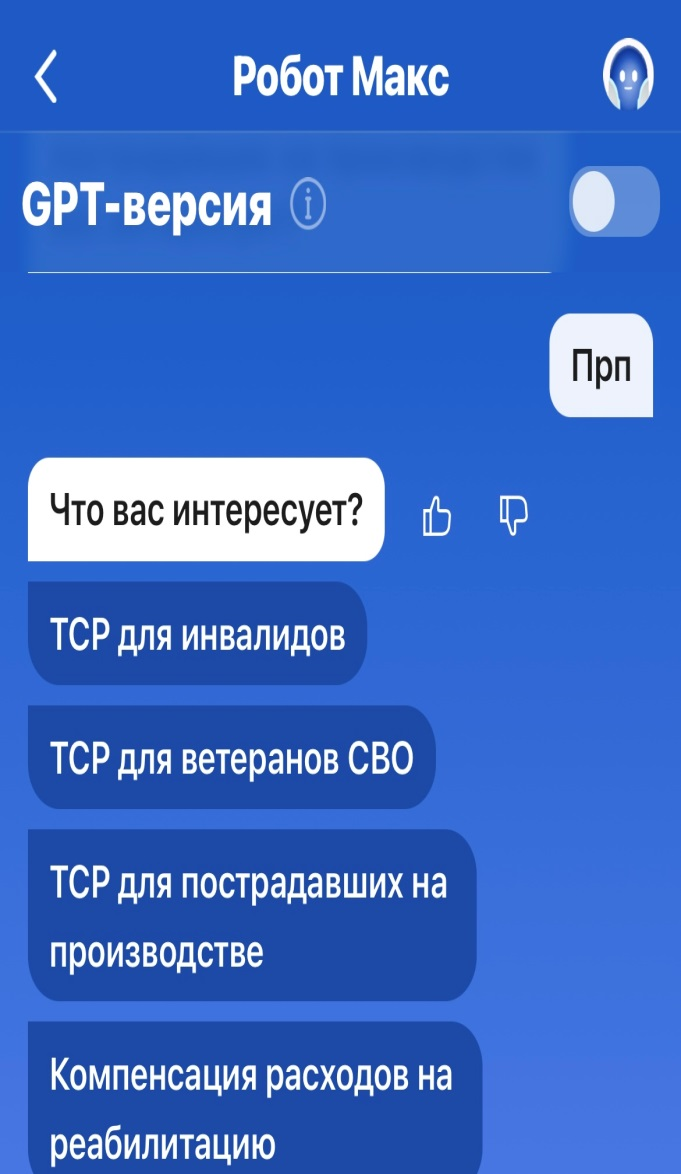 Робот Макс
GPT-версия
Прп
Что вас интересует?
ТСР для инвалидов
ТСР для ветеранов СВО
ТСР для пострадавших на
производстве
Компенсация расходов на
реабилитацию